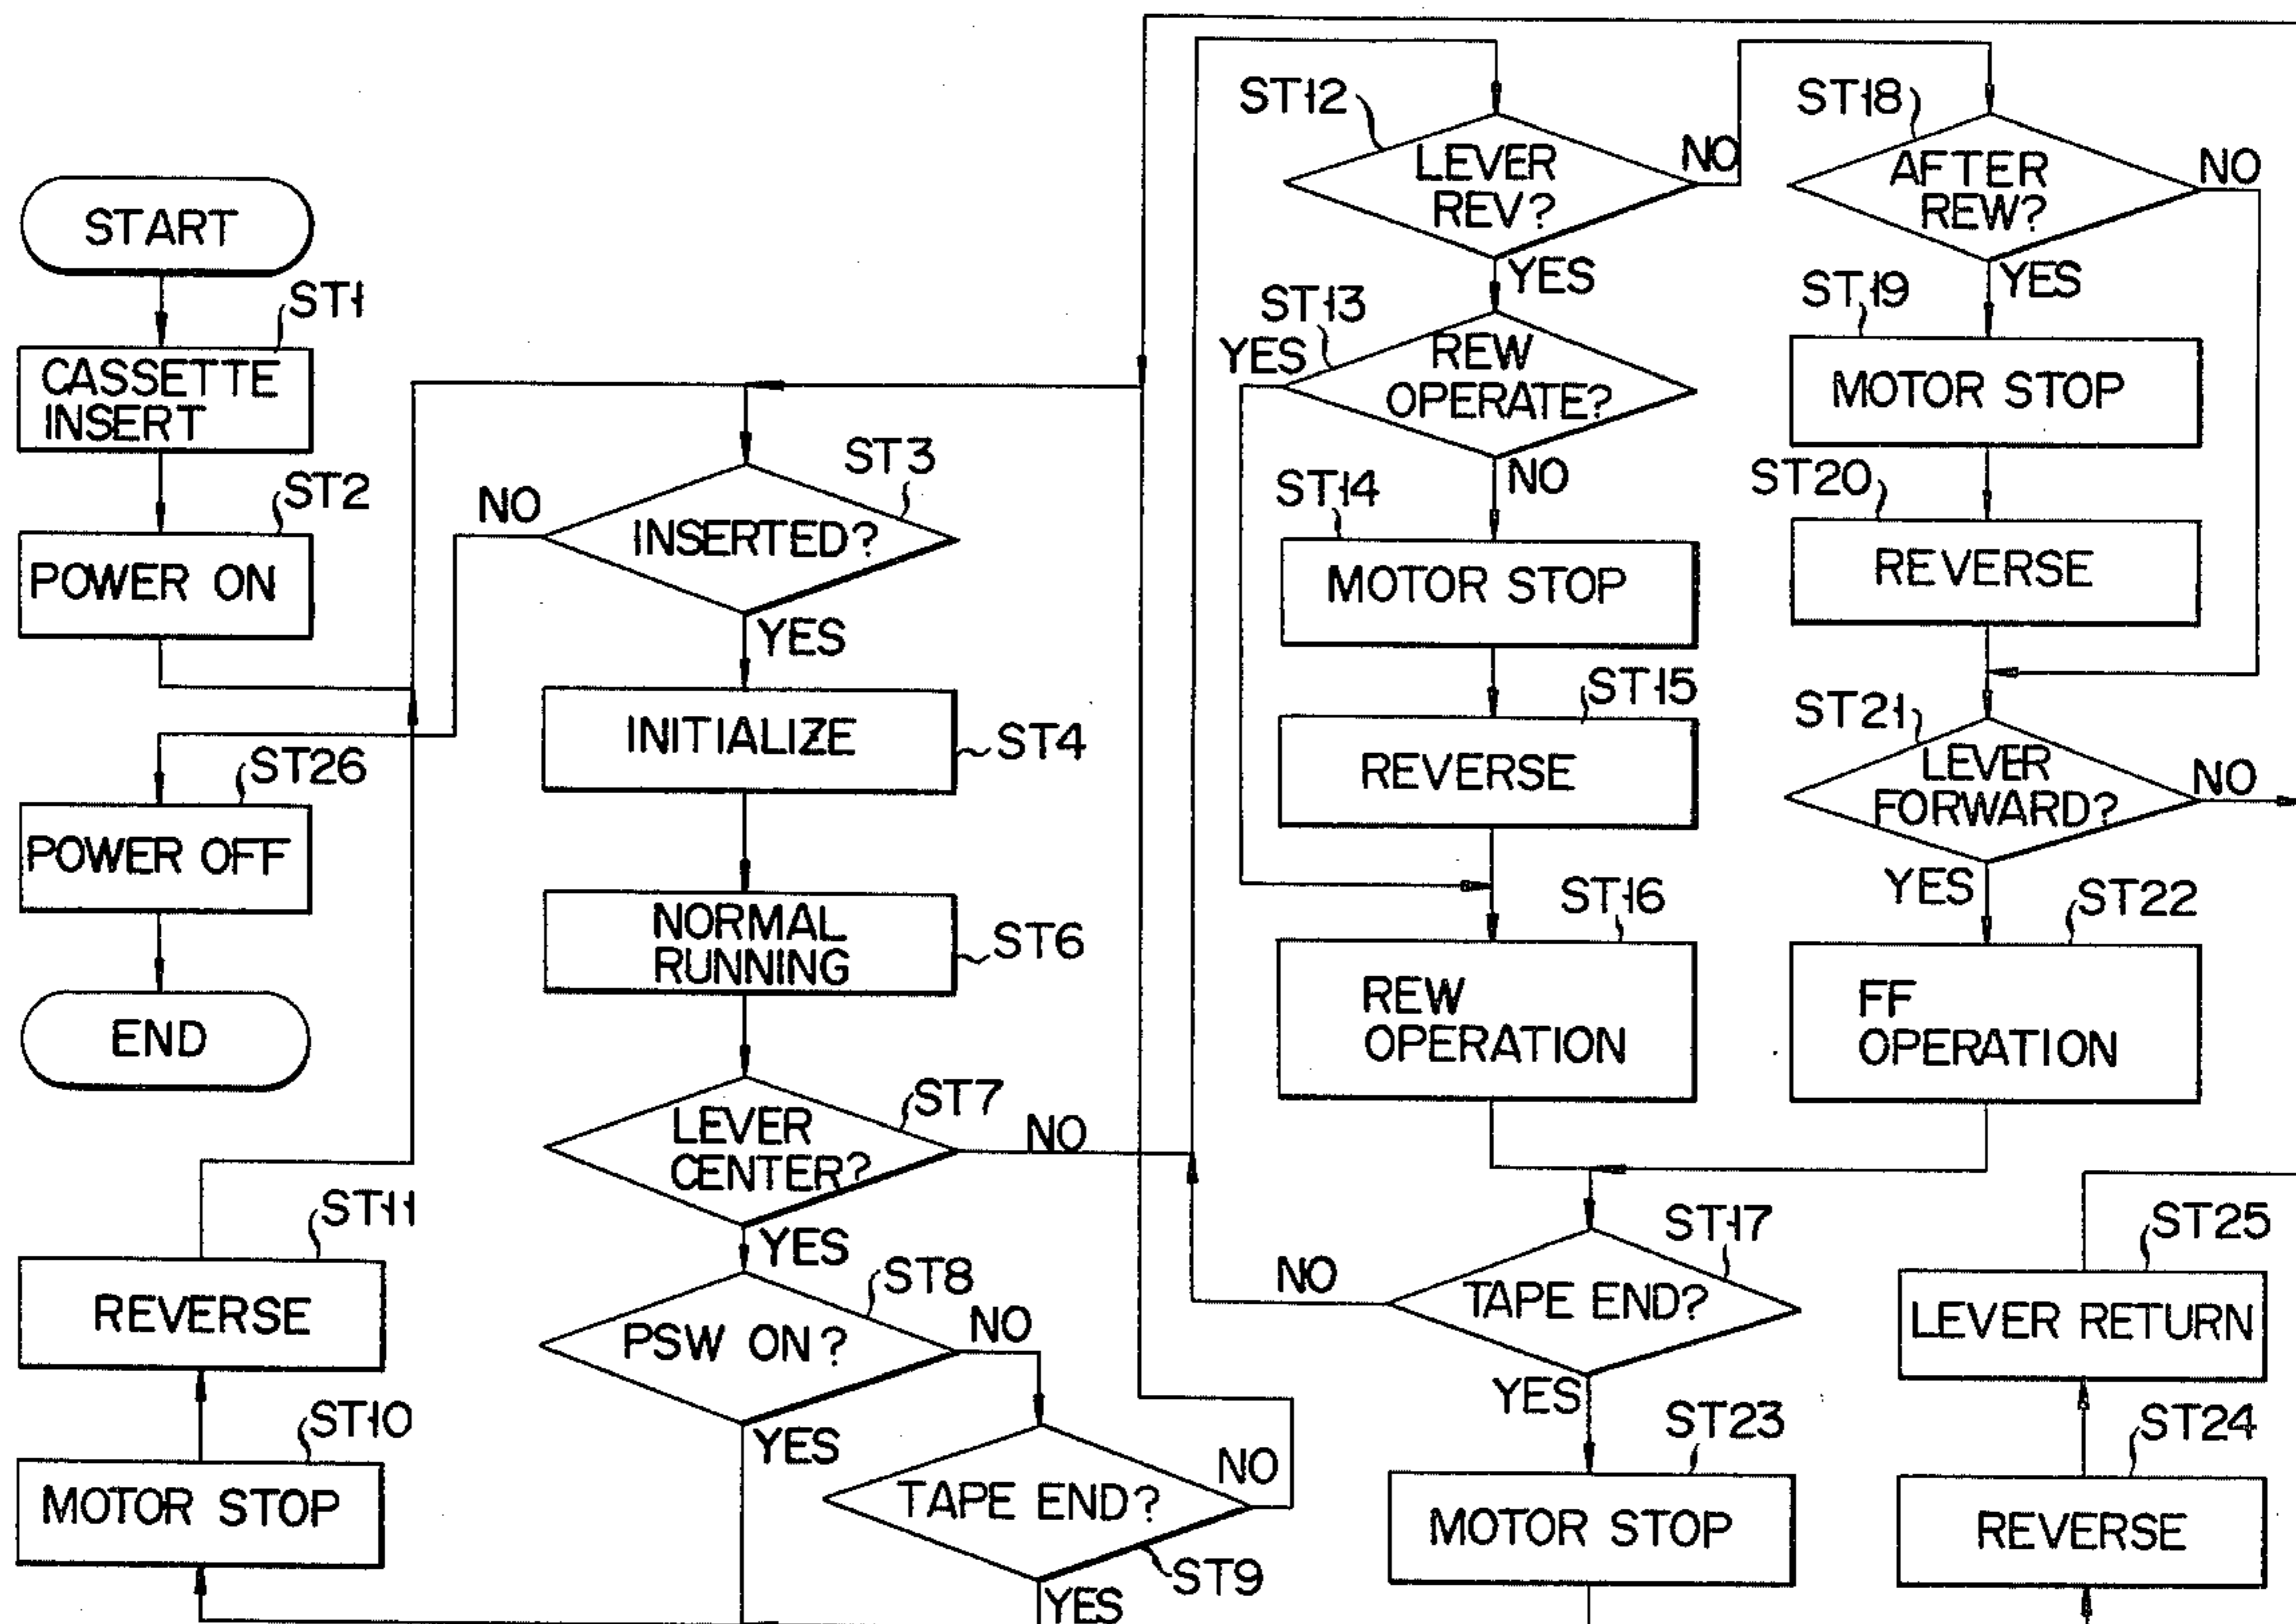 START
ST1
CASSETTE
INSERT
ST2
POWER ON
ST26
POWER OFF
END
ST11
REVERSE
ST10
MOTOR STOP
ST3
NO
INSERTED?
YES
INITIALIZE
ST4
NORMAL
RUNNING
ST6
ST7
LEVER
CENTER?
NO
YES
ST8
PSW ON?
NO
YES
TAPE END?
NO
ST9
YES
ST12
LEVER
REV?
NO
YES
ST13
YES
REW
OPERATE?
NO
ST14
MOTOR STOP
ST15
REVERSE
ST16
REW
OPERATION
ST18
AFTER
REW?
NO
YES
ST19
MOTOR STOP
ST20
REVERSE
ST21
LEVER
FORWARD?
NO
YES
ST22
FF
OPERATION
ST17
NO
TAPE END?
YES
ST23
MOTOR STOP
ST25
LEVER RETURN
ST24
REVERSE